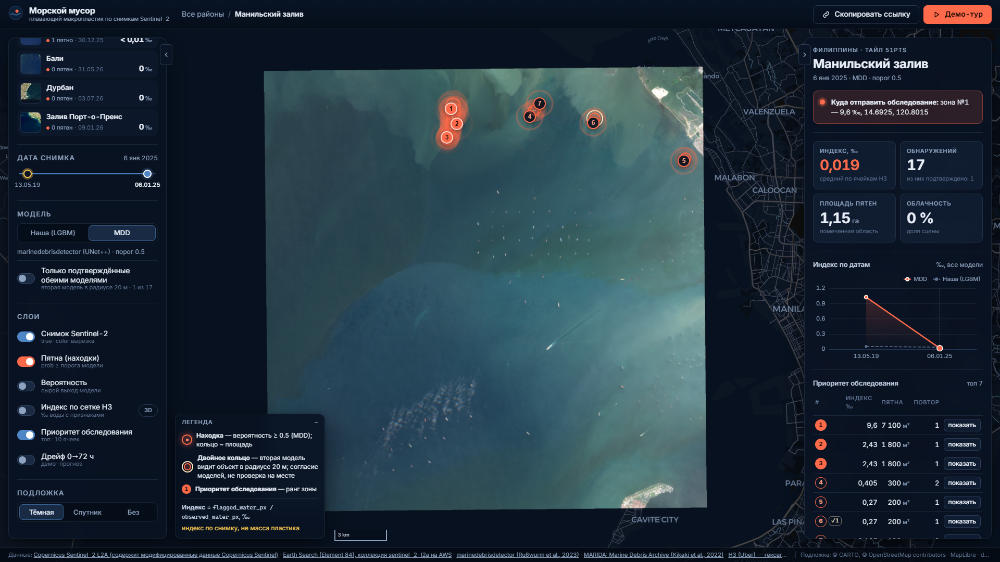 Морской мусор
плавающий макропластик по снимкам Sentinel-2
Все районы / Манильский залив
Скопировать ссылку
Демо-тур
1 пятно · 30.12.25
< 0,01 ‰
Бали
0 пятен · 31.05.26
0 ‰
Дурбан
0 пятен · 03.07.26
0 ‰
Залив Порт-о-Пренс
0 пятен · 09.01.26
0 ‰
ДАТА СНИМКА
6 янв 2025
13.05.19
06.01.25
МОДЕЛЬ
Наша (LGBM)
MDD
marinedebrisdetector (UNet++) · порог 0.5
Только подтверждённые
обеими моделями
вторая модель в радиусе 20 м · 1 из 17
СЛОИ
Снимок Sentinel-2
true-color вырезка
Пятна (находки)
prob ≥ порога модели
Вероятность
сырой выход модели
Индекс по сетке H3
‰ воды с признаками
3D
Приоритет обследования
топ-10 ячеек
Дрейф 0→72 ч
демо-прогноз
ПОДЛОЖКА
Тёмная
Спутник
Без
Poco Creek
ando
VALENZUELA
MALABON
CALOOCAN
MANILA
PARA
LAS PIÑA
CAVITE CITY
1
2
3
4
7
6
5
ЛЕГЕНДА
–
Находка — вероятность ≥ 0.5 (MDD);
кольцо ~ площадь
Двойное кольцо — вторая модель
видит объект в радиусе 20 м; согласие
моделей, не проверка на месте
1 Приоритет обследования — ранг зоны
Индекс = flagged_water_px /
observed_water_px, ‰
индекс по снимку, не масса пластика
3 km
ФИЛИППИНЫ · ТАЙЛ 51PTS
Манильский залив
6 янв 2025 · MDD · порог 0.5
Куда отправить обследование: зона №1
— 9,6 ‰, 14.6925, 120.8015
ИНДЕКС, ‰
0,019
средний по ячейкам H3
ОБНАРУЖЕНИЙ
17
из них подтверждено: 1
ПЛОЩАДЬ ПЯТЕН
1,15 га
помеченная область
ОБЛАЧНОСТЬ
0 %
доля сцены
Индекс по датам
‰, все модели
MDD
Наша (LGBM)
1.2
0.9
0.6
0.3
0
13.05.19
06.01.25
Приоритет обследования
топ 7
# ИНДЕКС ‰ ПЯТНА ПОВТОР
1 9,6 7 100 м² 1 показать
2 2,43 1 800 м² 1 показать
3 2,43 1 800 м² 1 показать
4 0,405 300 м² 2 показать
5 0,27 200 м² 1 показать
6 ✓1 0,27 200 м² 1 показать
Данные: Copernicus Sentinel-2 L2A (содержит модифицированные данные Copernicus Sentinel) · Earth Search (Element 84), коллекция sentinel-2-l2a на AWS · marinedebrisdetector (Rußwurm et al., 2023) · MARIDA: Marine Debris Archive (Kikaki et al., 2022) · H3 (Uber) — гексаг...
Подложка: © CARTO, © OpenStreetMap contributors · MapLibre · d...